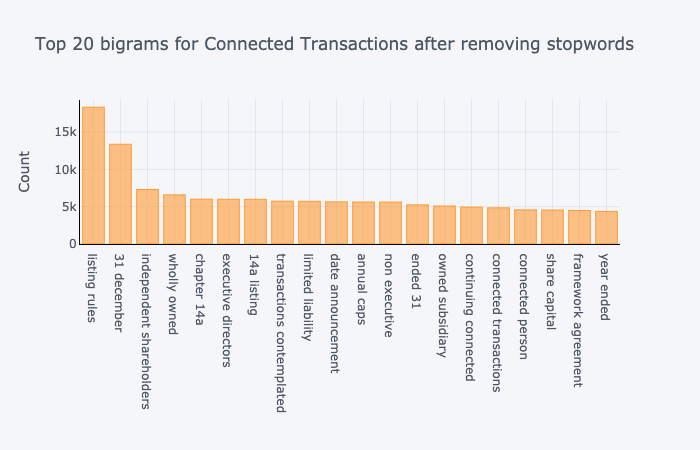 Top 20 bigrams for Connected Transactions after removing stopwords
Count
15k
10k
5k
0
listing rules
31 december
independent shareholders
wholly owned
chapter 14a
executive directors
14a listing
transactions contemplated
limited liability
date announcement
annual caps
non executive
ended 31
owned subsidiary
continuing connected
connected transactions
connected person
share capital
framework agreement
year ended